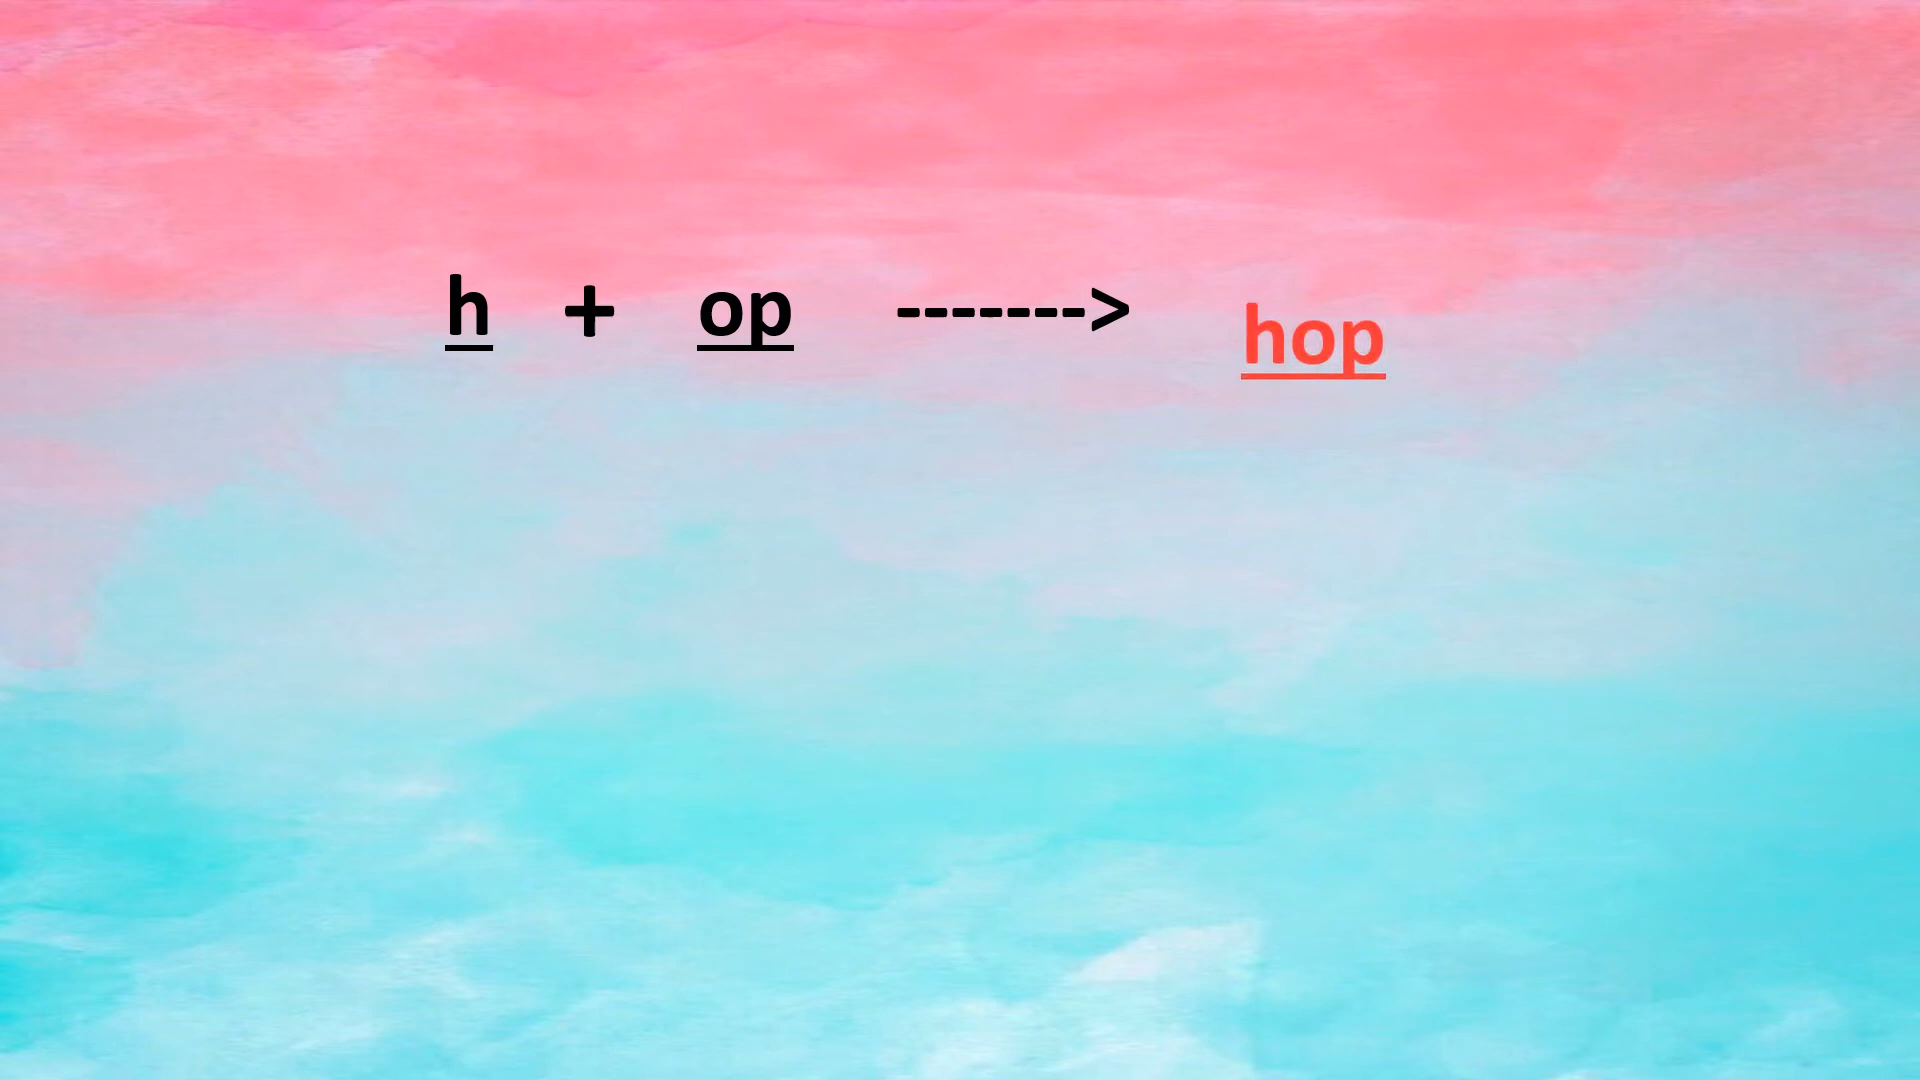 h + op -------> hop